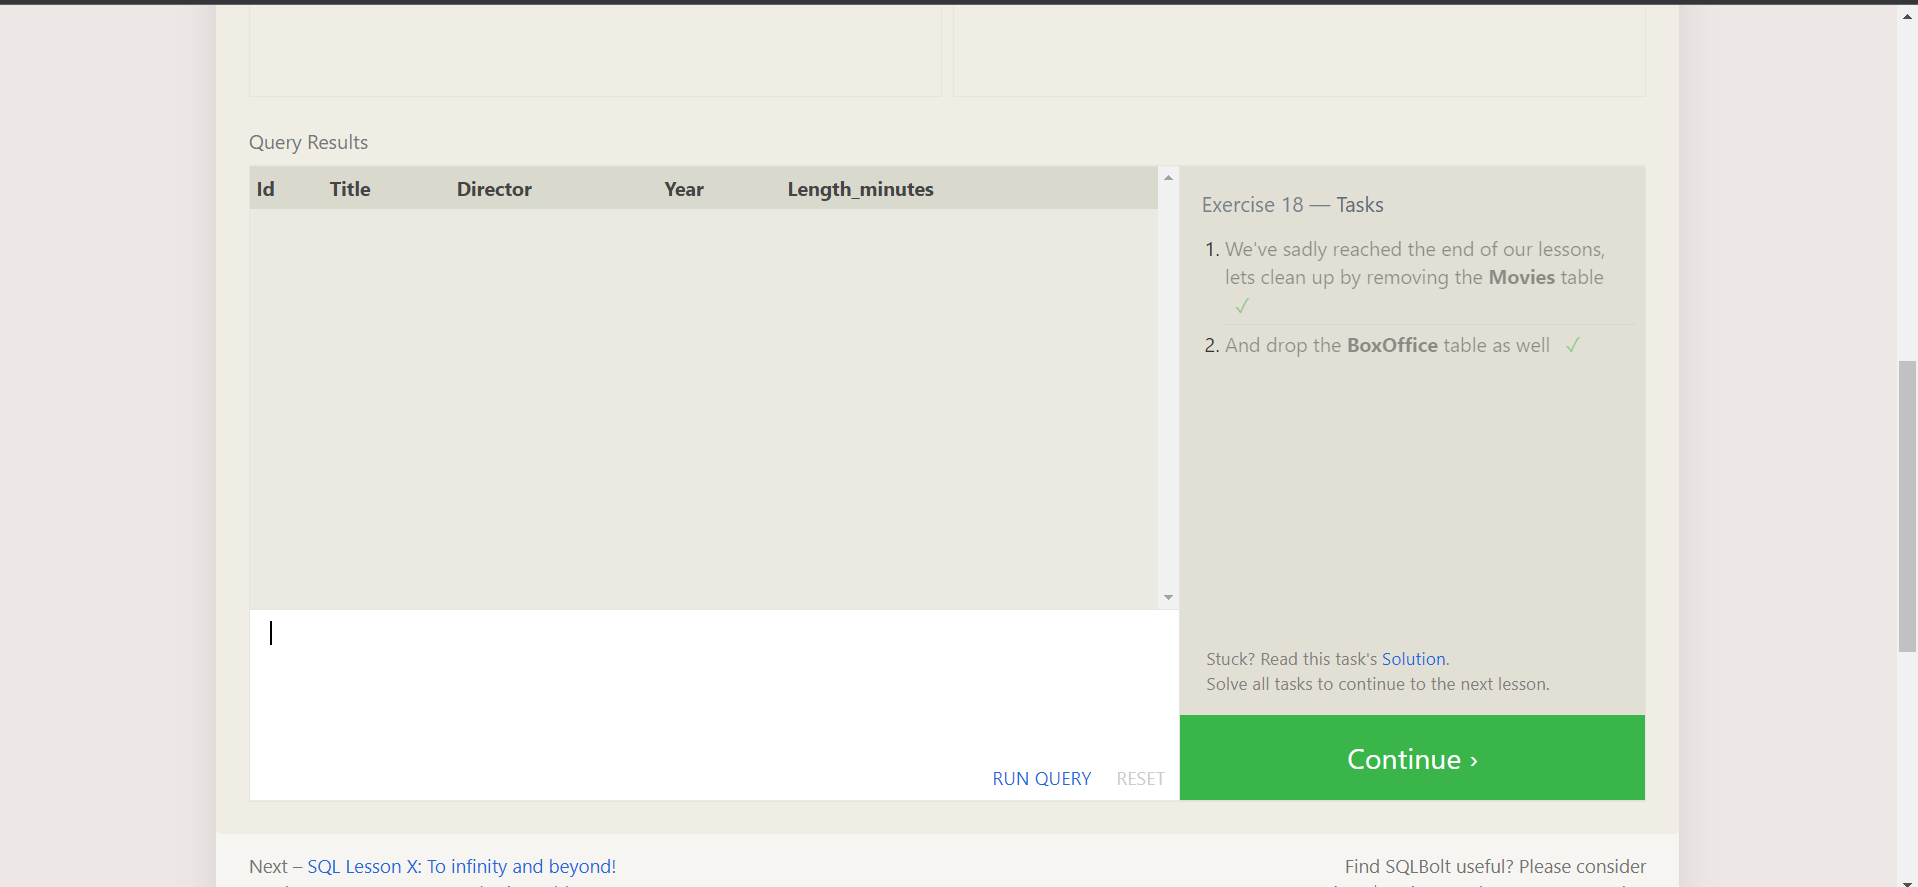 Query Results
Id Title Director Year Length_minutes
Exercise 18 — Tasks
1. We've sadly reached the end of our lessons,
lets clean up by removing the Movies table
✓
2. And drop the BoxOffice table as well ✓
Stuck? Read this task's Solution.
Solve all tasks to continue to the next lesson.
RUN QUERY RESET
Continue ›
Next – SQL Lesson X: To infinity and beyond!
Find SQLBolt useful? Please consider